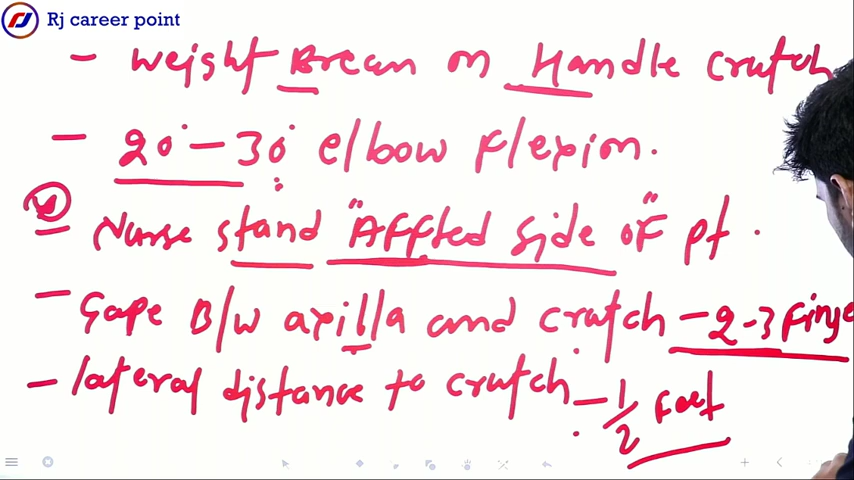 Rj career point
- weight Brean on Handle crutch
- 20° - 30° elbow flexion.
Nurse stand "Affted side of" pt.
- Gape B/w axilla and crutch - 2-3 Finge
- lateral distance to crutch - 1/2 Foot